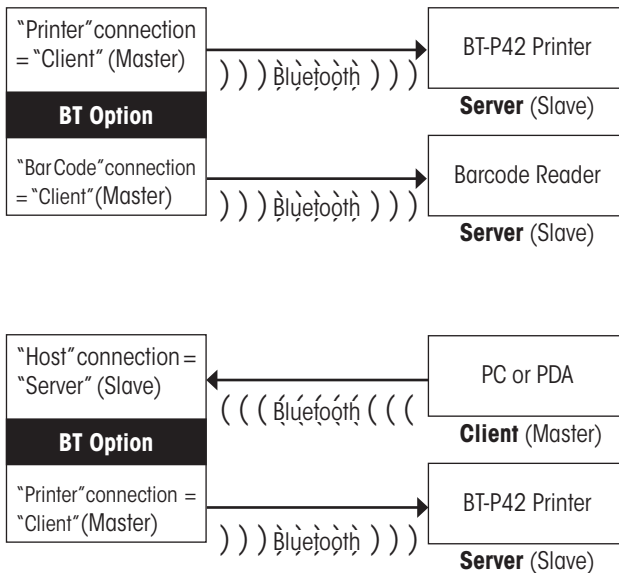 “Printer” connection
= “Client” (Master)
BT Option
“Bar Code” connection
= “Client” (Master)
) ) ) Bluetooth ) ) )
BT-P42 Printer
Server (Slave)
) ) ) Bluetooth ) ) )
Barcode Reader
Server (Slave)
“Host” connection =
“Server” (Slave)
BT Option
“Printer” connection =
“Client” (Master)
( ( ( Bluetooth ( ( (
PC or PDA
Client (Master)
) ) ) Bluetooth ) ) )
BT-P42 Printer
Server (Slave)